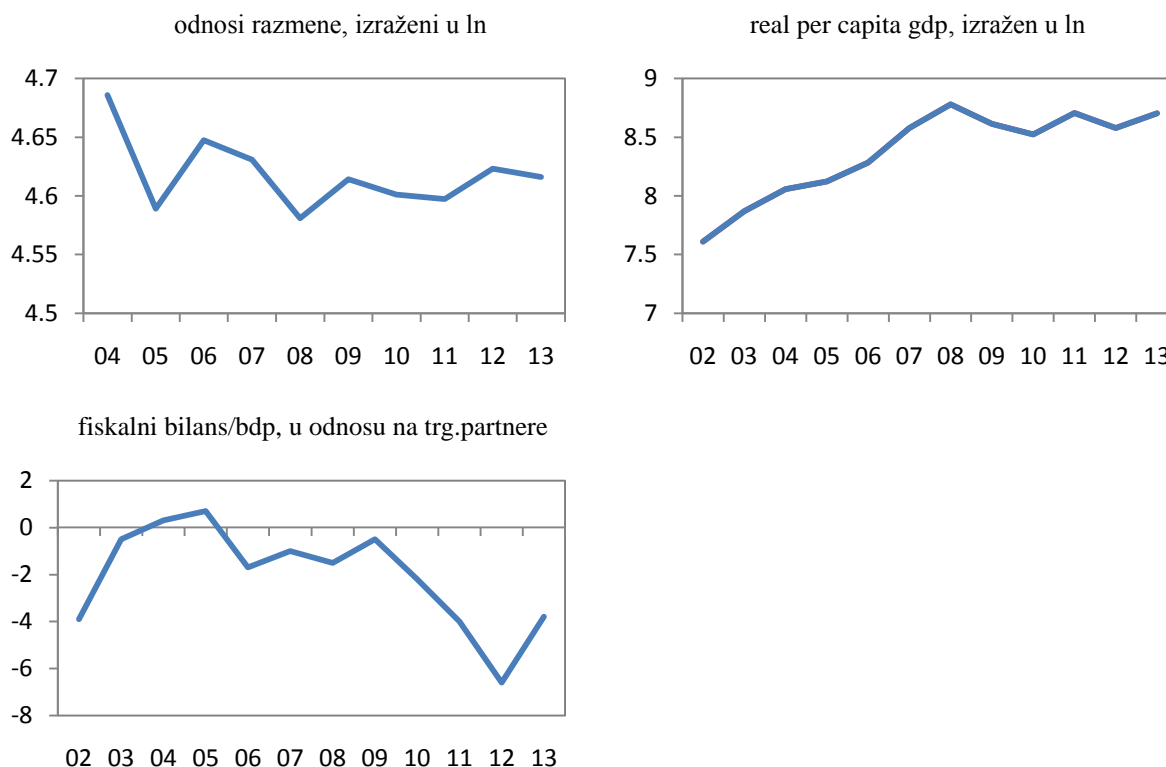 odnosi razmene, izraženi u ln
4.7
4.65
4.6
4.55
4.5
04 05 06 07 08 09 10 11 12 13
real per capita gdp, izražen u ln
9
8.5
8
7.5
7
02 03 04 05 06 07 08 09 10 11 12 13
fiskalni bilans/bdp, u odnosu na trg.partnere
2
0
-2
-4
-6
-8
02 03 04 05 06 07 08 09 10 11 12 13